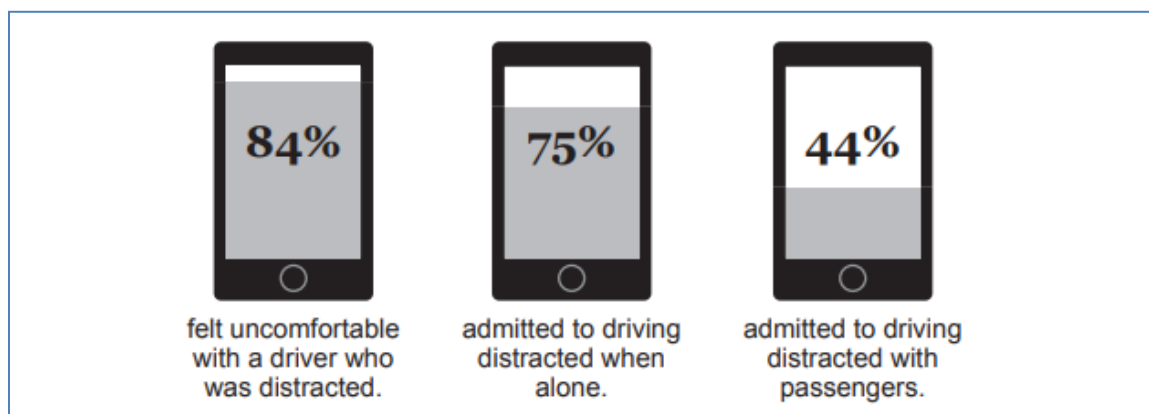 84%
75%
44%
felt uncomfortable
with a driver who
was distracted.
admitted to driving
distracted when
alone.
admitted to driving
distracted with
passengers.